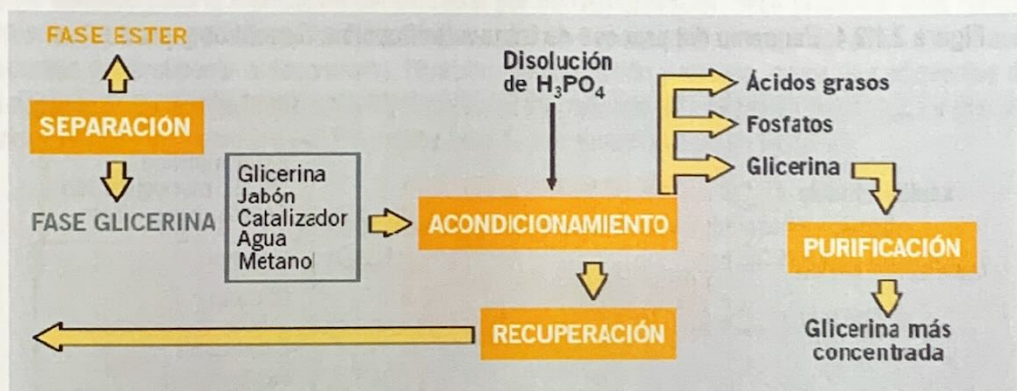 FASE ESTER
SEPARACIÓN
FASE GLICERINA
Glicerina
Jabón
Catalizador
Agua
Metanol
Disolución
de H₃PO₄
ACONDICIONAMIENTO
Ácidos grasos
Fosfatos
Glicerina
PURIFICACIÓN
Glicerina más
concentrada
RECUPERACIÓN